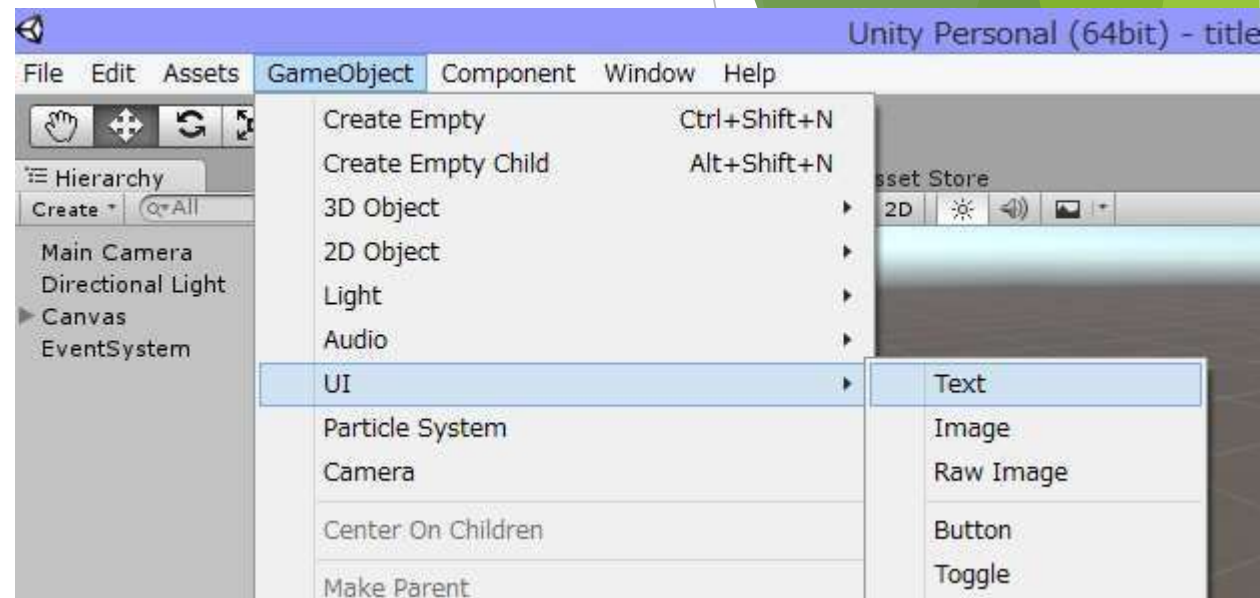 Unity Personal (64bit) - title
File Edit Assets GameObject Component Window Help
Create Empty Ctrl+Shift+N
Create Empty Child Alt+Shift+N
3D Object
2D Object
Light
Audio
UI
Particle System
Camera
Center On Children
Make Parent
Hierarchy
Create All
Main Camera
Directional Light
Canvas
EventSystem
sset Store
2D
Text
Image
Raw Image
Button
Toggle